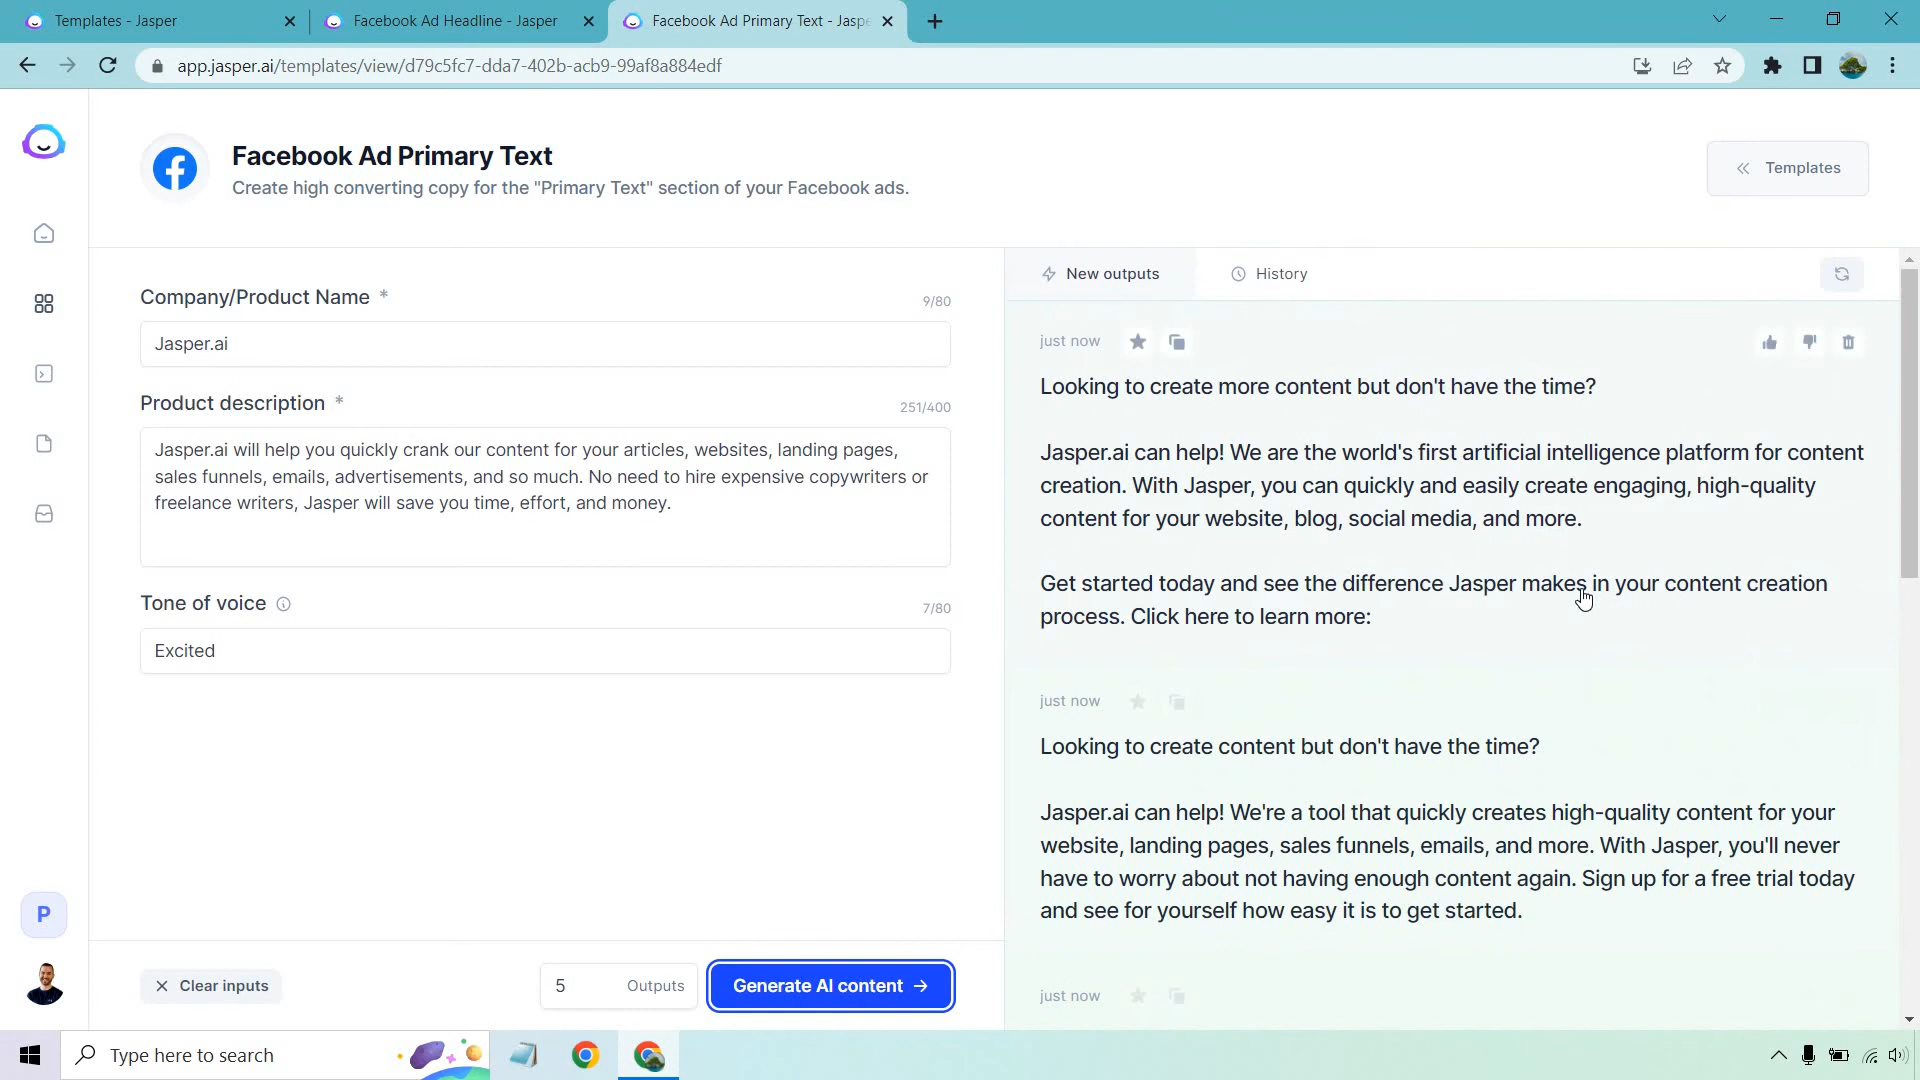 Templates - Jasper
Facebook Ad Headline - Jasper
Facebook Ad Primary Text - Jaspe
app.jasper.ai/templates/view/d79c5fc7-dda7-402b-acb9-99af8a884edf
Facebook Ad Primary Text
Create high converting copy for the "Primary Text" section of your Facebook ads.
Templates
Company/Product Name *
9/80
Jasper.ai
Product description *
251/400
Jasper.ai will help you quickly crank our content for your articles, websites, landing pages,
sales funnels, emails, advertisements, and so much. No need to hire expensive copywriters or
freelance writers, Jasper will save you time, effort, and money.
Tone of voice
7/80
Excited
Clear inputs
5 Outputs
Generate AI content
New outputs
History
just now
Looking to create more content but don't have the time?
Jasper.ai can help! We are the world's first artificial intelligence platform for content
creation. With Jasper, you can quickly and easily create engaging, high-quality
content for your website, blog, social media, and more.
Get started today and see the difference Jasper makes in your content creation
process. Click here to learn more:
just now
Looking to create content but don't have the time?
Jasper.ai can help! We're a tool that quickly creates high-quality content for your
website, landing pages, sales funnels, emails, and more. With Jasper, you'll never
have to worry about not having enough content again. Sign up for a free trial today
and see for yourself how easy it is to get started.
just now
P
Type here to search